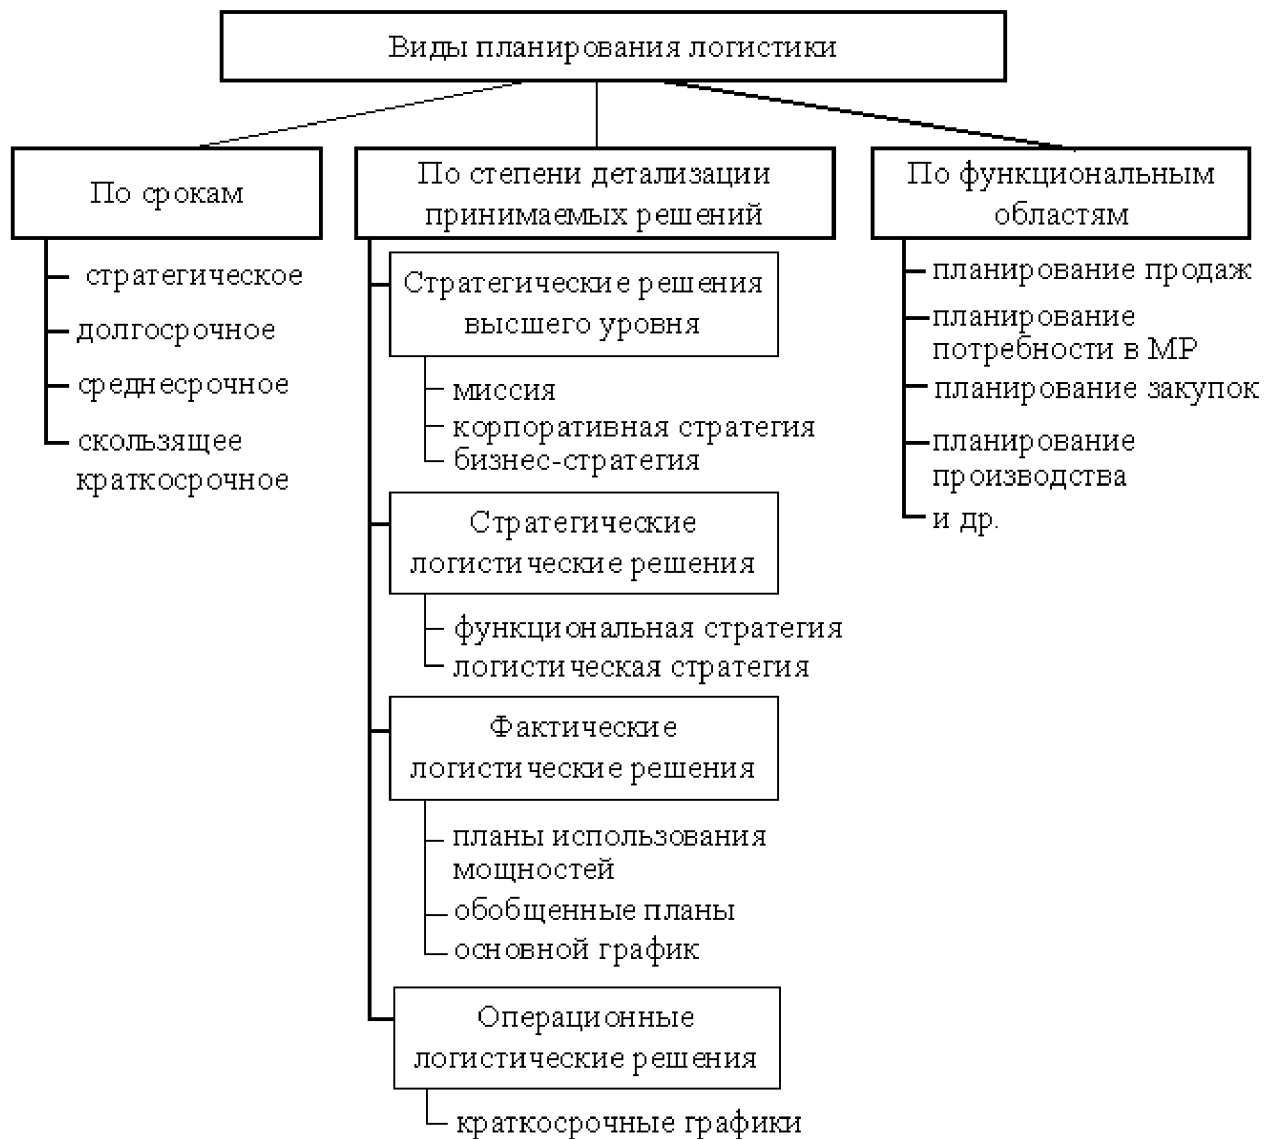 Виды планирования логистики
По срокам
стратегическое
долгосрочное
среднесрочное
скользящее
краткосрочное
По степени детализации
принимаемых решений
Стратегические решения
высшего уровня
миссия
корпоративная стратегия
бизнес-стратегия
Стратегические
логистические решения
функциональная стратегия
логистическая стратегия
Фактические
логистические решения
планы использования
мощностей
обобщенные планы
основной график
Операционные
логистические решения
краткосрочные графики
По функциональным
областям
планирование продаж
планирование
потребности в МР
планирование закупок
планирование
производства
и др.